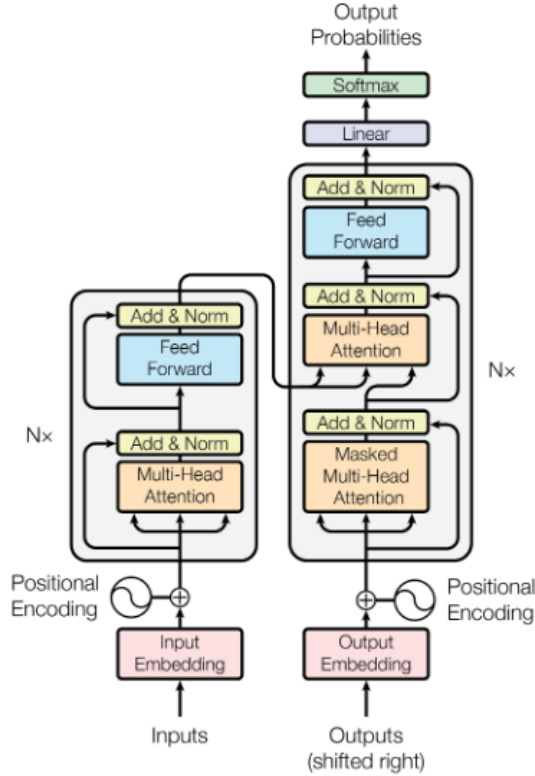 Output
Probabilities
Softmax
Linear
Add & Norm
Feed
Forward
Add & Norm
Multi-Head
Attention
Add & Norm
Masked
Multi-Head
Attention
N×
Add & Norm
Feed
Forward
Add & Norm
Multi-Head
Attention
N×
Positional
Encoding
Positional
Encoding
Input
Embedding
Output
Embedding
Inputs
Outputs
(shifted right)